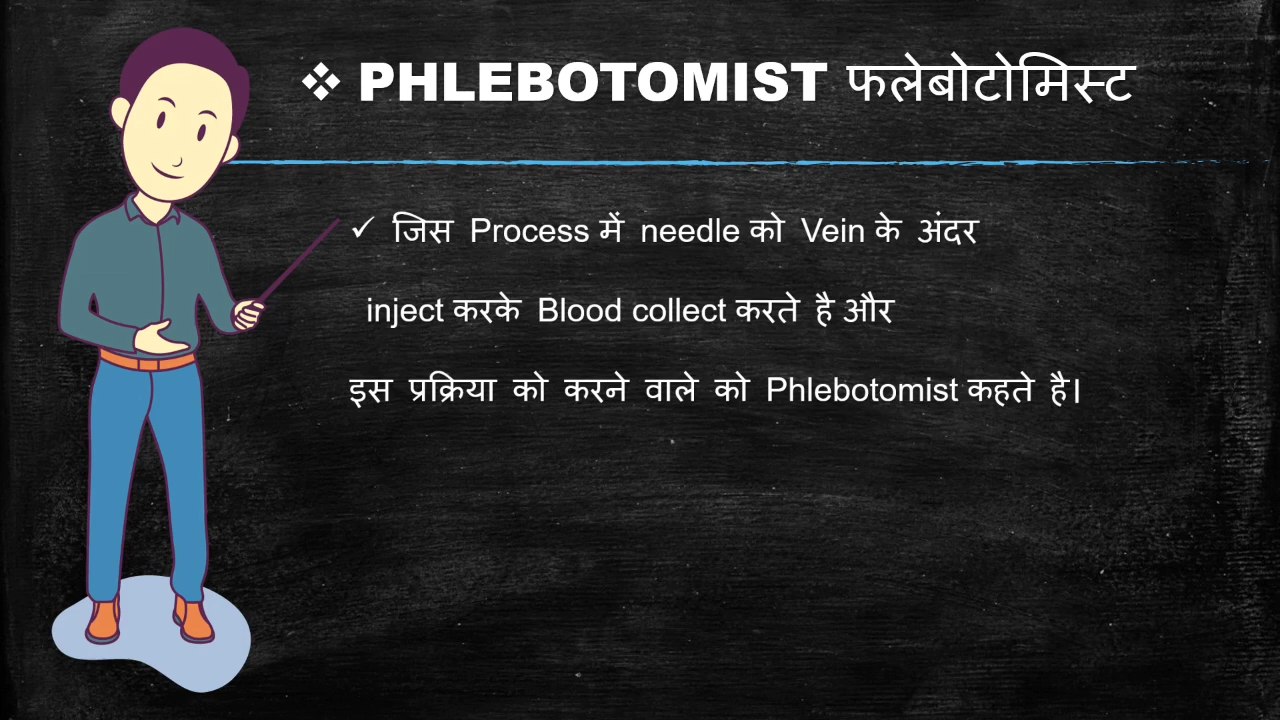 ❖ PHLEBOTOMIST फलेबोटोमिस्ट
✓ जिस Process में needle को Vein के अंदर
inject करके Blood collect करते है और
इस प्रक्रिया को करने वाले को Phlebotomist कहते है।